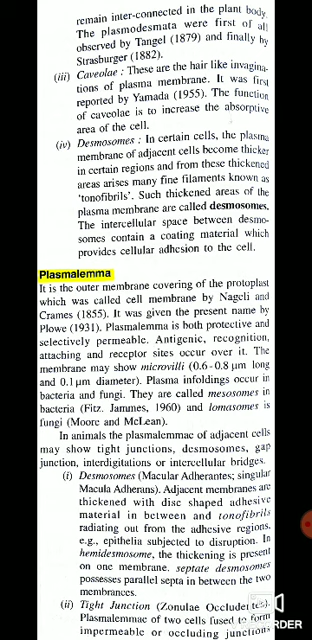 remain inter-connected in the plant body.
The plasmodesmata were first of all
observed by Tangel (1879) and finally by
Strasburger (1882).
(iii) Caveolae : These are the hair like invagina-
tions of plasma membrane. It was first
reported by Yamada (1955). The function
of caveolae is to increase the absorptive
area of the cell.
(iv) Desmosomes : In certain cells, the plasma
membrane of adjacent cells become thicker
in certain regions and from these thickened
areas arises many fine filaments known as
'tonofibrils'. Such thickened areas of the
plasma membrane are called desmosomes.
The intercellular space between desmo-
somes contain a coating material which
provides cellular adhesion to the cell.
Plasmalemma
It is the outer membrane covering of the protoplast
which was called cell membrane by Nageli and
Crames (1855). It was given the present name by
Plowe (1931). Plasmalemma is both protective and
selectively permeable. Antigenic, recognition,
attaching and receptor sites occur over it. The
membrane may show microvilli (0.6-0.8 µm long
and 0.1 µm diameter). Plasma infoldings occur in
bacteria and fungi. They are called mesosomes in
bacteria (Fitz. Jammes, 1960) and lomasomes is
fungi (Moore and McLean).
In animals the plasmalemmae of adjacent cells
may show tight junctions, desmosomes, gap
junction, interdigitations or intercellular bridges.
(i) Desmosomes (Macular Adherantes; singular
Macula Adherans). Adjacent membranes are
thickened with disc shaped adhesive
material in between and tonofibrils
radiating out from the adhesive regions,
e.g., epithelia subjected to disruption. In
hemidesmosome, the thickening is present
on one membrane. septate desmosomes
possesses parallel septa in between the two
membrances.
(ii) Tight Junction (Zonulae Occludentes).
Plasmalemmae of two cells fused to form
impermeable or occluding junctions